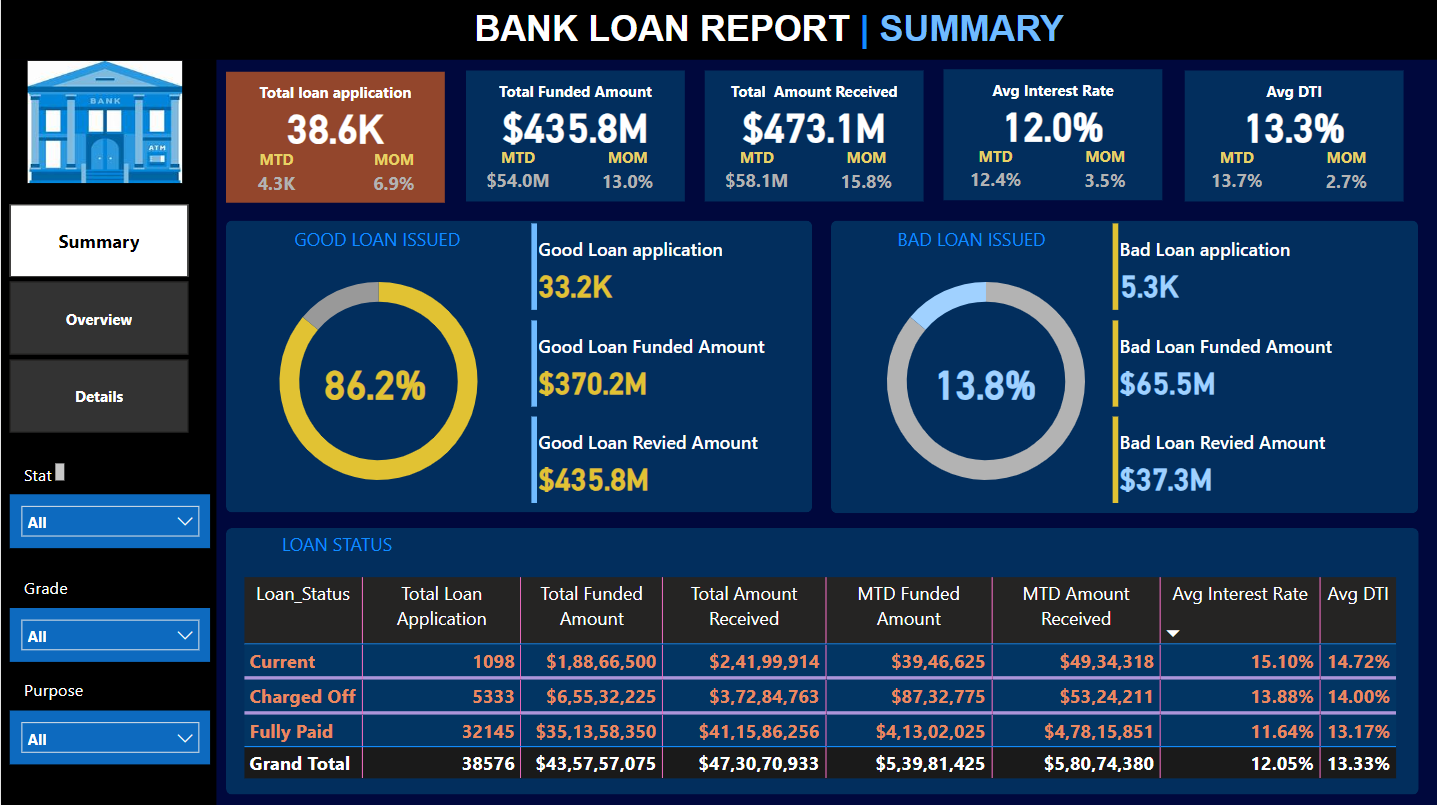 BANK LOAN REPORT | SUMMARY
BANK
ATM
Summary
Overview
Details
Stat
All
Grade
All
Purpose
All
Total loan application
38.6K
MTD MOM
4.3K 6.9%
Total Funded Amount
$435.8M
MTD MOM
$54.0M 13.0%
Total Amount Received
$473.1M
MTD MOM
$58.1M 15.8%
Avg Interest Rate
12.0%
MTD MOM
12.4% 3.5%
Avg DTI
13.3%
MTD MOM
13.7% 2.7%
GOOD LOAN ISSUED
86.2%
Good Loan application
33.2K
Good Loan Funded Amount
$370.2M
Good Loan Revied Amount
$435.8M
BAD LOAN ISSUED
13.8%
Bad Loan application
5.3K
Bad Loan Funded Amount
$65.5M
Bad Loan Revied Amount
$37.3M
LOAN STATUS
Loan_Status Total Loan Total Funded Total Amount MTD Funded MTD Amount Avg Interest Rate Avg DTI
Application Amount Received Amount Received
Current 1098 $1,88,66,500 $2,41,99,914 $39,46,625 $49,34,318 15.10% 14.72%
Charged Off 5333 $6,55,32,225 $3,72,84,763 $87,32,775 $53,24,211 13.88% 14.00%
Fully Paid 32145 $35,13,58,350 $41,15,86,256 $4,13,02,025 $4,78,15,851 11.64% 13.17%
Grand Total 38576 $43,57,57,075 $47,30,70,933 $5,39,81,425 $5,80,74,380 12.05% 13.33%